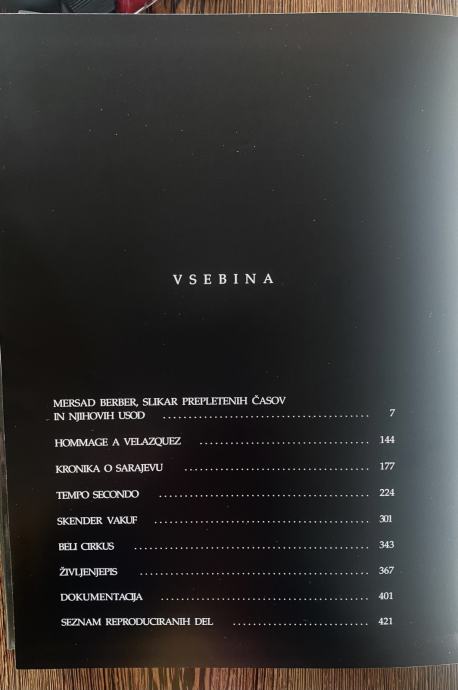 VSEBINA
MERSAD BERBER, SLIKAR PREPLETENIH ČASOV
IN NJIHOVIH USOD ........................................ 7
HOMMAGE A VELAZQUEZ ................................. 144
KRONIKA O SARAJEVU .................................... 177
TEMPO SECONDO ......................................... 224
SKENDER VAKUF .......................................... 301
BELI CIRKUS .............................................. 343
ŽIVLJENJEPIS ............................................. 367
DOKUMENTACIJA ......................................... 401
SEZNAM REPRODUCIRANIH DEL .......................... 421